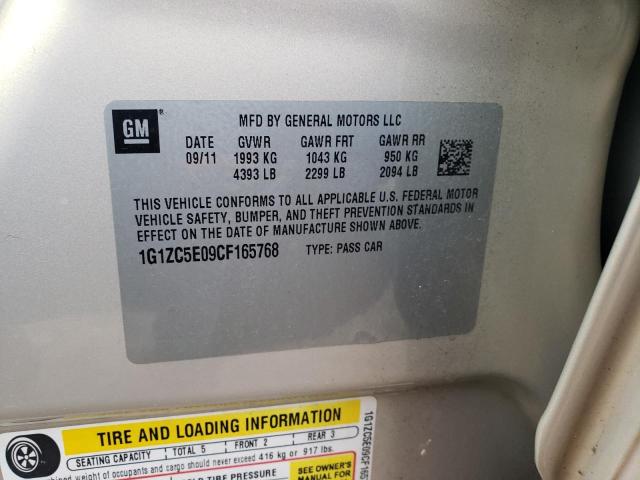 GM
MFD BY GENERAL MOTORS LLC
DATE GVWR GAWR FRT GAWR RR
09/11 1993 KG 1043 KG 950 KG
4393 LB 2299 LB 2094 LB
THIS VEHICLE CONFORMS TO ALL APPLICABLE U.S. FEDERAL MOTOR
VEHICLE SAFETY, BUMPER, AND THEFT PREVENTION STANDARDS IN
EFFECT ON THE DATE OF MANUFACTURE SHOWN ABOVE.
1G1ZC5E09CF165768 TYPE: PASS CAR
TIRE AND LOADING INFORMATION
SEATING CAPACITY TOTAL 5 FRONT 2 REAR 3
weight of occupants and cargo should never exceed 416 kg or 917 lbs.
TIRE PRESSURE
SEE OWNER'S
MANUAL FOR
1G1ZC5E09CF165